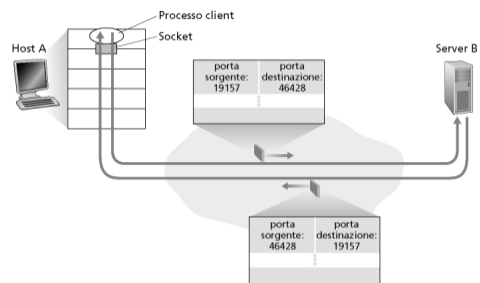 Processo client
Socket
Host A
Server B
porta
sorgente:
19157
porta
destinazione:
46428
porta
sorgente:
46428
porta
destinazione:
19157